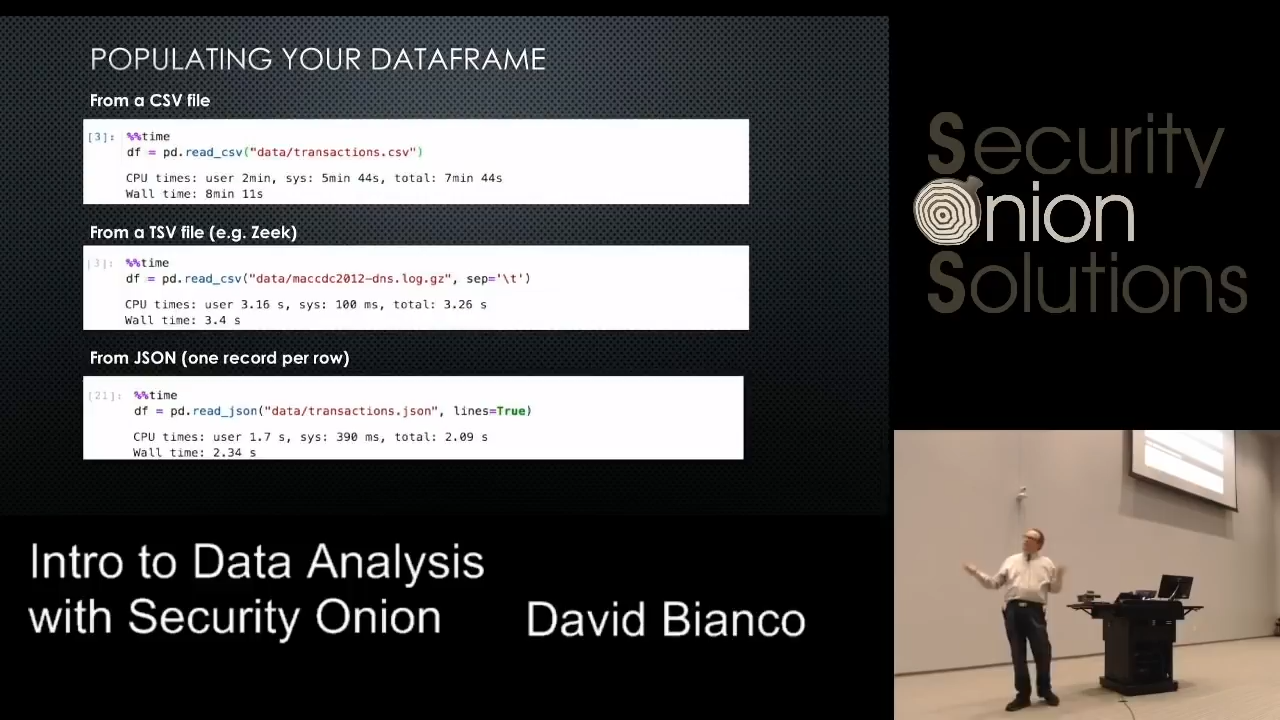 POPULATING YOUR DATAFRAME
From a CSV file
[3]: %%time
df = pd.read_csv("data/transactions.csv")
CPU times: user 2min, sys: 5min 44s, total: 7min 44s
Wall time: 8min 11s
From a TSV file (e.g. Zeek)
[3]: %%time
df = pd.read_csv("data/maccdc2012-dns.log.gz", sep='\t')
CPU times: user 3.16 s, sys: 100 ms, total: 3.26 s
Wall time: 3.4 s
From JSON (one record per row)
[21]: %%time
df = pd.read_json("data/transactions.json", lines=True)
CPU times: user 1.7 s, sys: 390 ms, total: 2.09 s
Wall time: 2.34 s
Security
Onion
Solutions
Intro to Data Analysis
with Security Onion
David Bianco